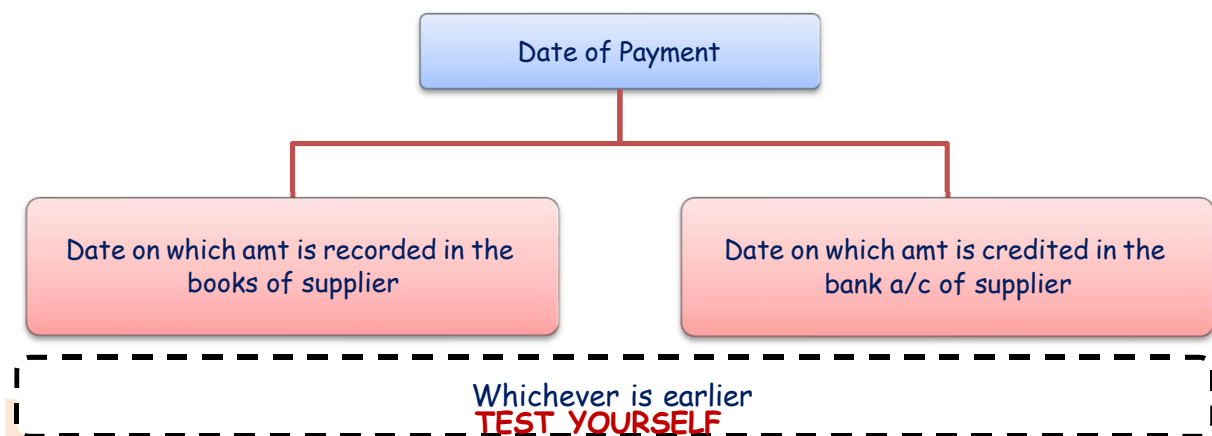 Date of Payment
Date on which amt is recorded in the
books of supplier
Date on which amt is credited in the
bank a/c of supplier
Whichever is earlier
TEST YOURSELF